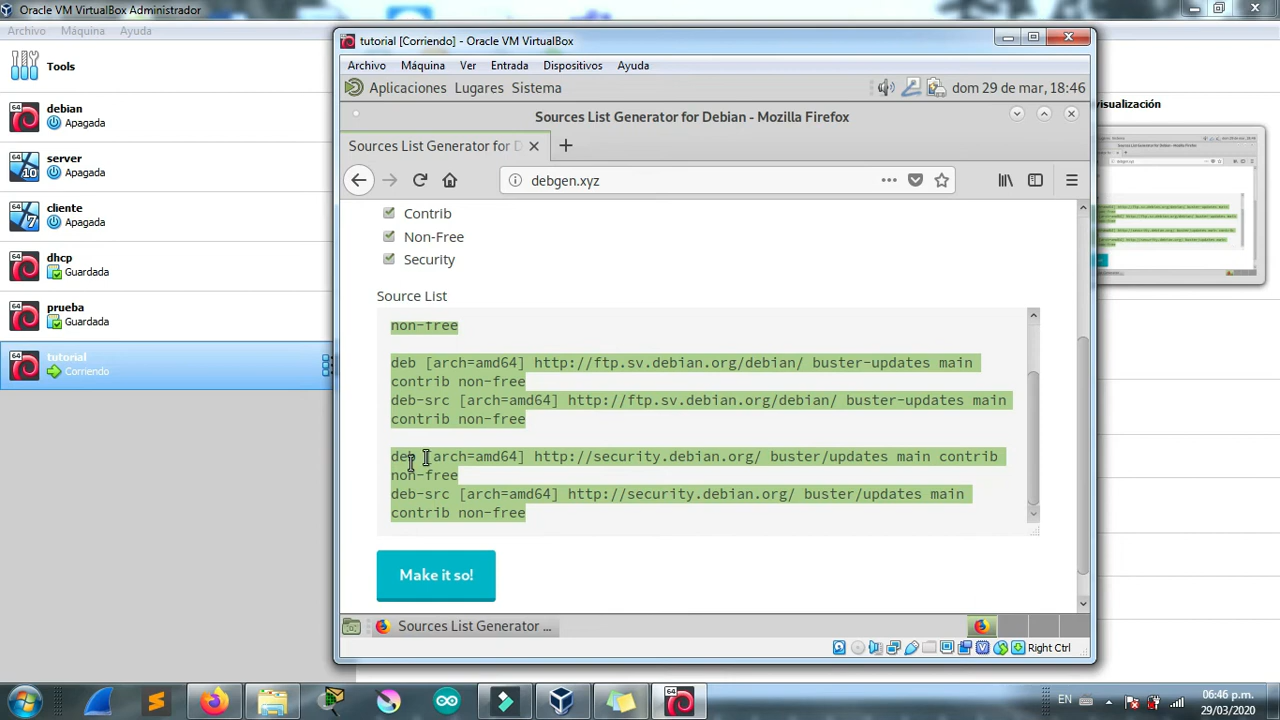 Oracle VM VirtualBox Administrador
Archivo Máquina Ayuda
Tools
debian
Apagada
server
Apagada
cliente
Apagada
dhcp
Guardada
prueba
Guardada
tutorial
Corriendo
tutorial [Corriendo] - Oracle VM VirtualBox
Archivo Máquina Ver Entrada Dispositivos Ayuda
Aplicaciones Lugares Sistema dom 29 de mar, 18:46
Sources List Generator for Debian - Mozilla Firefox
Sources List Generator for
debgen.xyz
Contrib
Non-Free
Security
Source List
non-free
deb [arch=amd64] http://ftp.sv.debian.org/debian/ buster-updates main
contrib non-free
deb-src [arch=amd64] http://ftp.sv.debian.org/debian/ buster-updates main
contrib non-free
deb [arch=amd64] http://security.debian.org/ buster/updates main contrib
non-free
deb-src [arch=amd64] http://security.debian.org/ buster/updates main
contrib non-free
Make it so!
Sources List Generator ...
Right Ctrl
visualización
EN
06:46 p.m.
29/03/2020